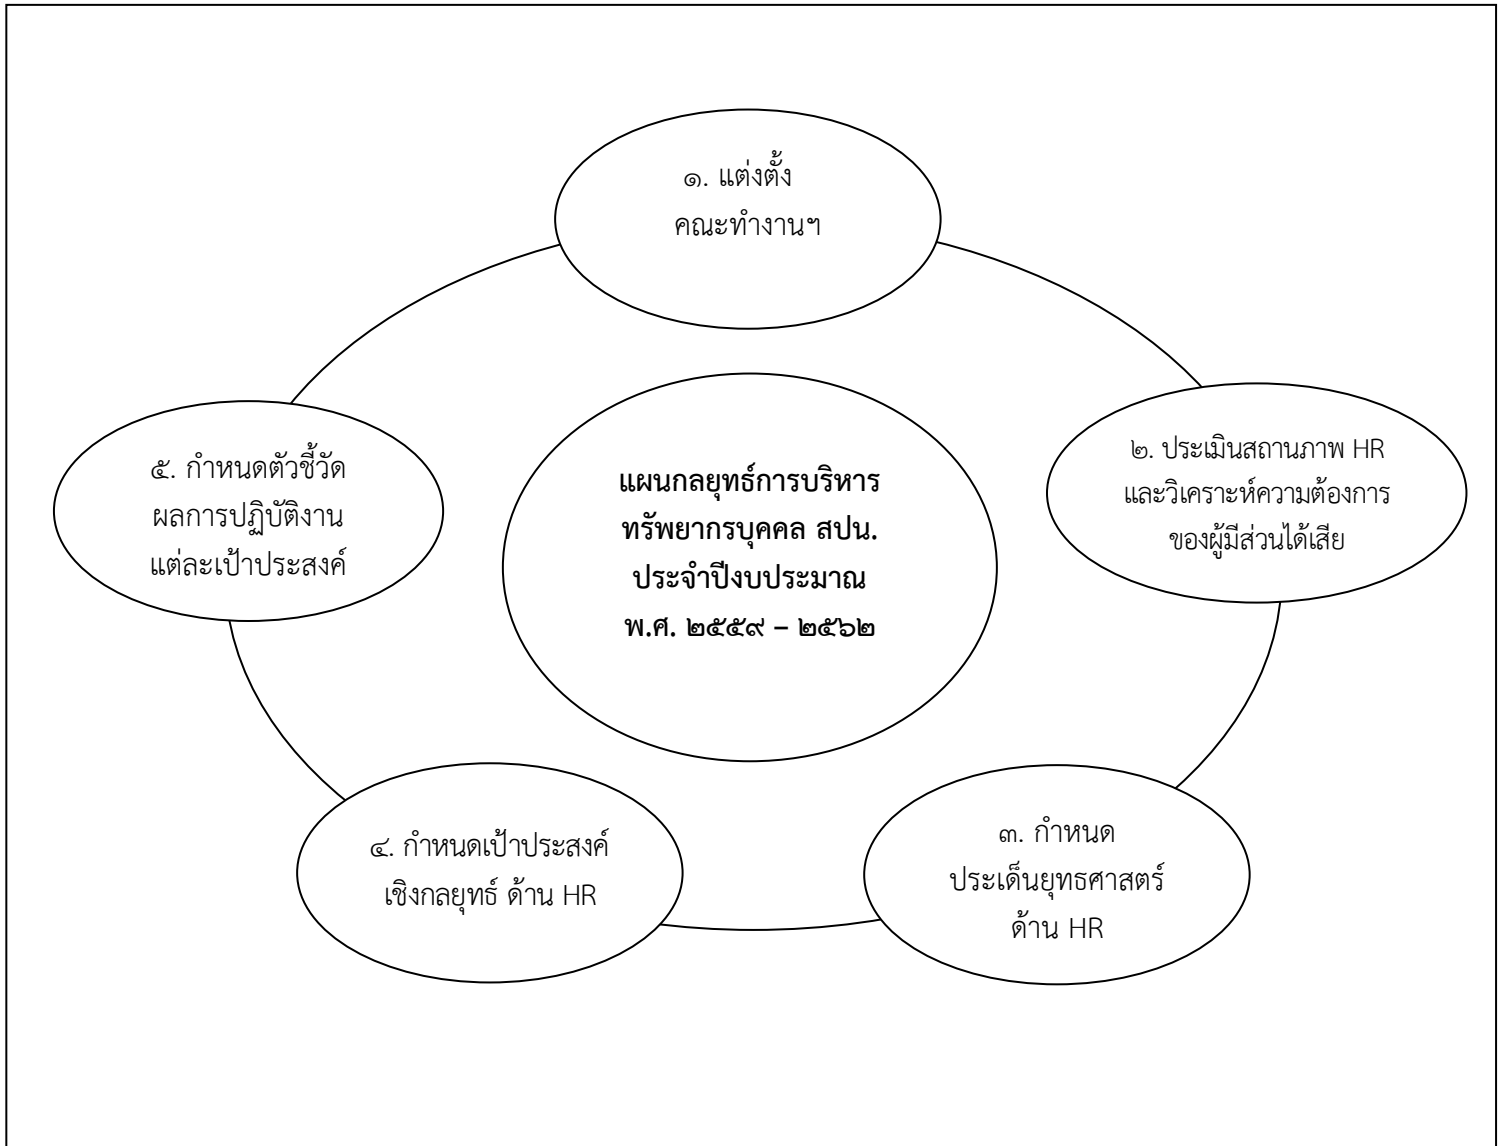 ๑. แต่งตั้ง
คณะทำงานฯ
๒. ประเมินสถานภาพ HR
และวิเคราะห์ความต้องการ
ของผู้มีส่วนได้เสีย
๓. กำหนด
ประเด็นยุทธศาสตร์
ด้าน HR
๔. กำหนดเป้าประสงค์
เชิงกลยุทธ์ ด้าน HR
๕. กำหนดตัวชี้วัด
ผลการปฏิบัติงาน
แต่ละเป้าประสงค์
แผนกลยุทธ์การบริหาร
ทรัพยากรบุคคล สปน.
ประจำปีงบประมาณ
พ.ศ. ๒๕๕๙ – ๒๕๖๒